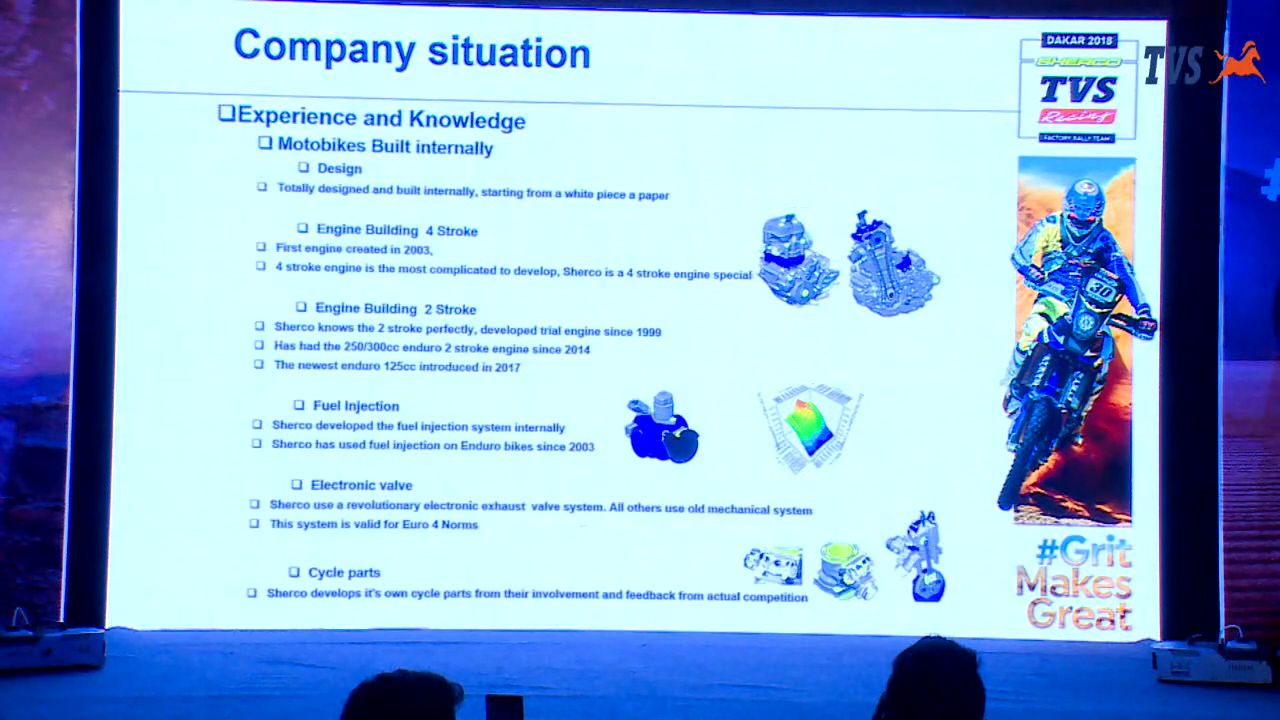 Company situation
DAKAR 2018
SHERCO
TVS
Racing
FACTORY RALLY TEAM
TVS
❑Experience and Knowledge
❑ Motobikes Built internally
❑ Design
❑ Totally designed and built internally, starting from a white piece a paper
❑ Engine Building 4 Stroke
❑ First engine created in 2003,
❑ 4 stroke engine is the most complicated to develop, Sherco is a 4 stroke engine special
❑ Engine Building 2 Stroke
❑ Sherco knows the 2 stroke perfectly, developed trial engine since 1999
❑ Has had the 250/300cc enduro 2 stroke engine since 2014
❑ The newest enduro 125cc introduced in 2017
❑ Fuel Injection
❑ Sherco developed the fuel injection system internally
❑ Sherco has used fuel injection on Enduro bikes since 2003
❑ Electronic valve
❑ Sherco use a revolutionary electronic exhaust valve system. All others use old mechanical system
❑ This system is valid for Euro 4 Norms
❑ Cycle parts
❑ Sherco develops it's own cycle parts from their involvement and feedback from actual competition
30
#Grit
Makes
Great